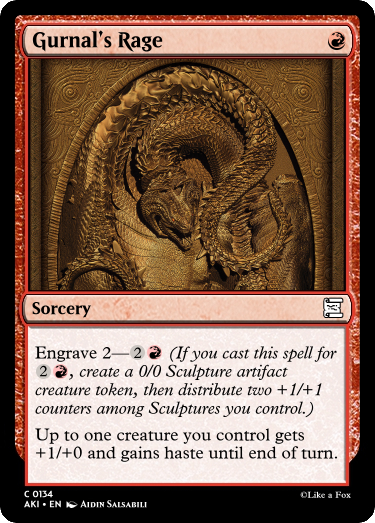 Gurnal's Rage
Sorcery
Engrave 2—2R (If you cast this spell for
2R, create a 0/0 Sculpture artifact
creature token, then distribute two +1/+1
counters among Sculptures you control.)
Up to one creature you control gets
+1/+0 and gains haste until end of turn.
C 0134
AKI • EN Aidin Salsabili
©Like a Fox